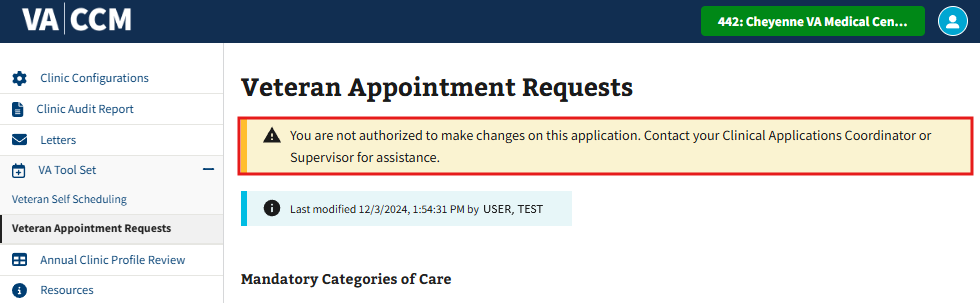 VA CCM
442: Cheyenne VA Medical Cen...
Clinic Configurations
Clinic Audit Report
Letters
VA Tool Set
Veteran Self Scheduling
Veteran Appointment Requests
Annual Clinic Profile Review
Resources
Veteran Appointment Requests
You are not authorized to make changes on this application. Contact your Clinical Applications Coordinator or
Supervisor for assistance.
Last modified 12/3/2024, 1:54:31 PM by USER, TEST
Mandatory Categories of Care